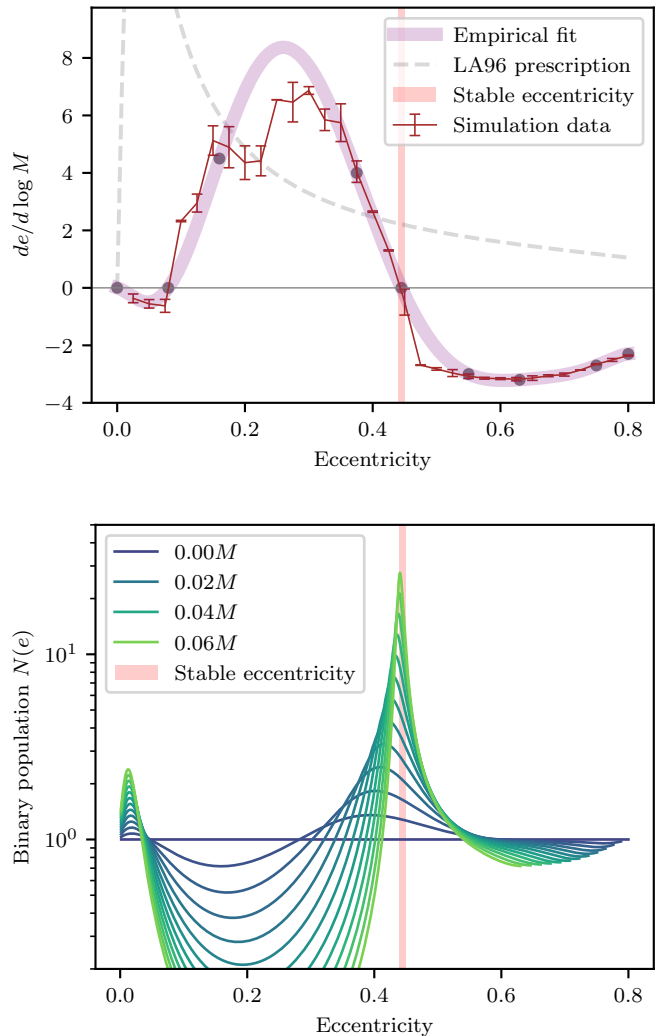 Empirical fit
LA96 prescription
Stable eccentricity
Simulation data
de/d log M
8
6
4
2
0
−2
−4
0.0 0.2 0.4 0.6 0.8
Eccentricity
0.00M
0.02M
0.04M
0.06M
Stable eccentricity
Binary population N(e)
10¹
10⁰
0.0 0.2 0.4 0.6 0.8
Eccentricity